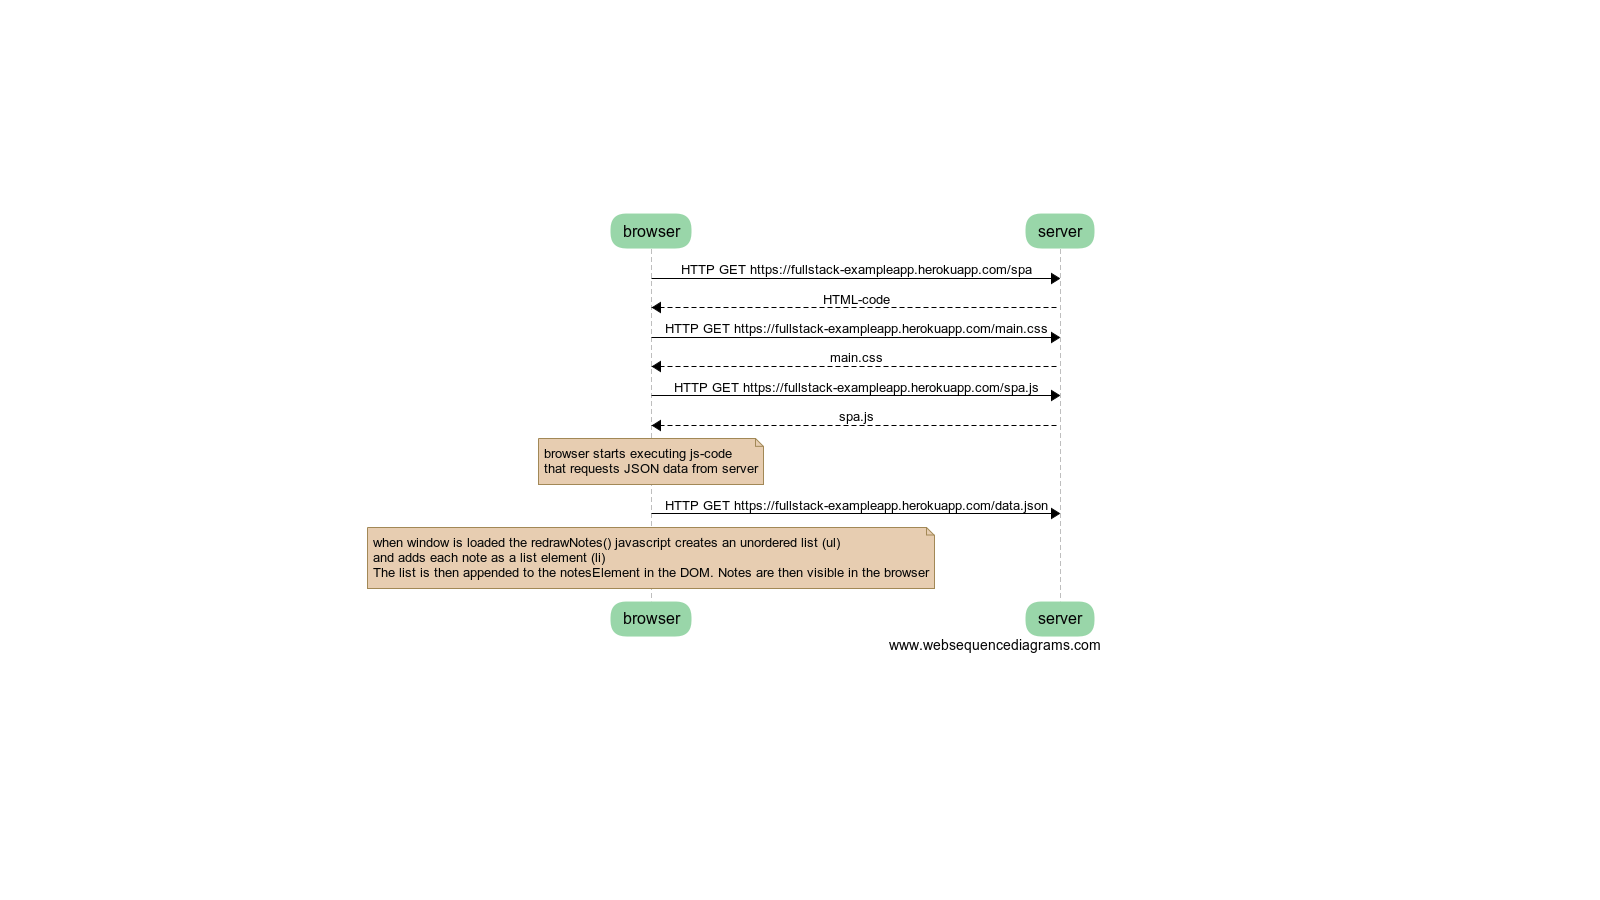 browser
server
HTTP GET https://fullstack-exampleapp.herokuapp.com/spa
HTML-code
HTTP GET https://fullstack-exampleapp.herokuapp.com/main.css
main.css
HTTP GET https://fullstack-exampleapp.herokuapp.com/spa.js
spa.js
browser starts executing js-code
that requests JSON data from server
HTTP GET https://fullstack-exampleapp.herokuapp.com/data.json
when window is loaded the redrawNotes() javascript creates an unordered list (ul)
and adds each note as a list element (li)
The list is then appended to the notesElement in the DOM. Notes are then visible in the browser
browser
server
www.websequencediagrams.com